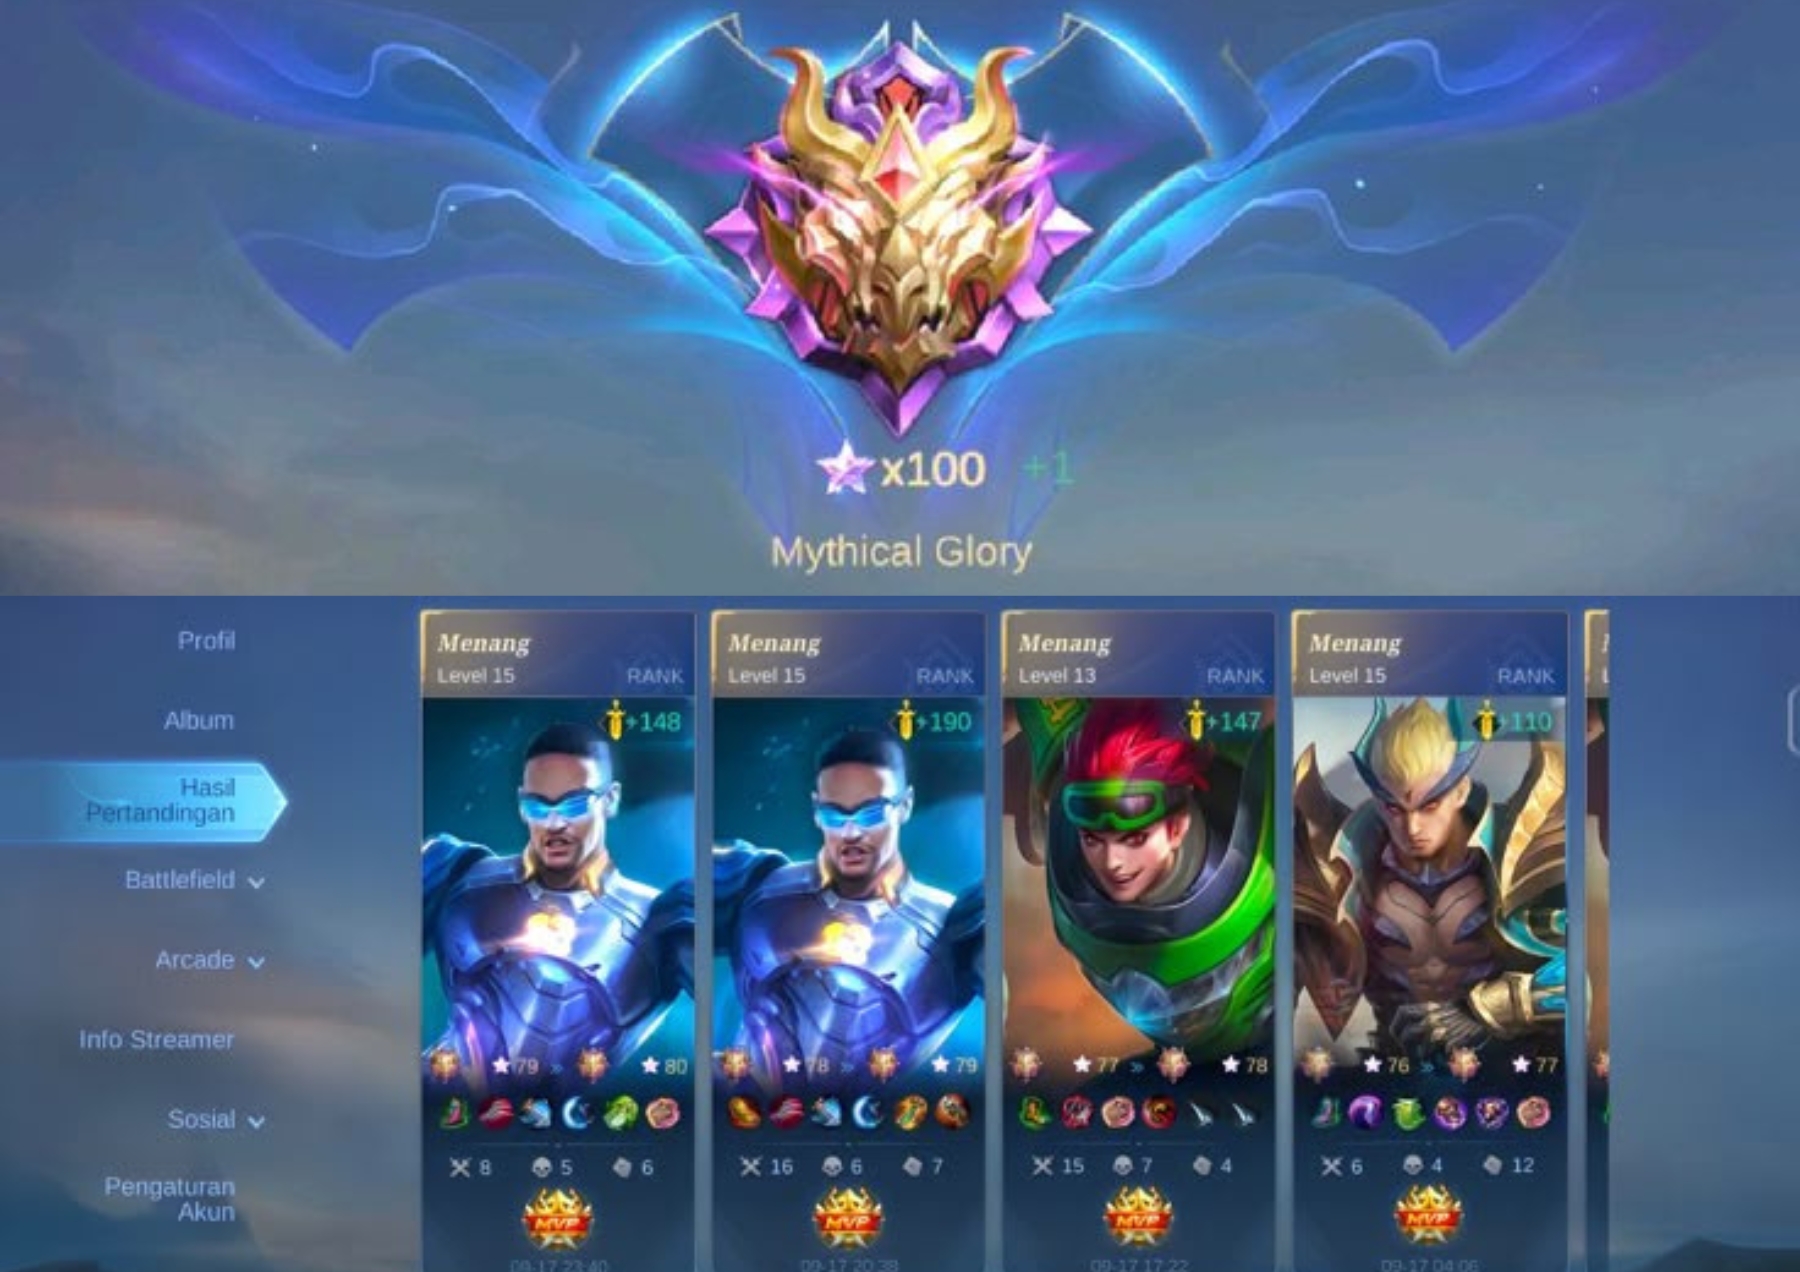 x100 +1
Mythical Glory
Profil
Album
Hasil
Pertandingan
Battlefield
Arcade
Info Streamer
Sosial
Pengaturan
Akun
Menang
Level 15 RANK
+148
79 » 80
8 5 6
MVP
09-17 23:40
Menang
Level 15 RANK
+190
78 » 79
16 6 7
MVP
09-17 20:38
Menang
Level 13 RANK
+147
77 » 78
15 7 4
MVP
09-17 17:22
Menang
Level 15 RANK
+110
76 » 77
6 4 12
MVP
09-17 04:06